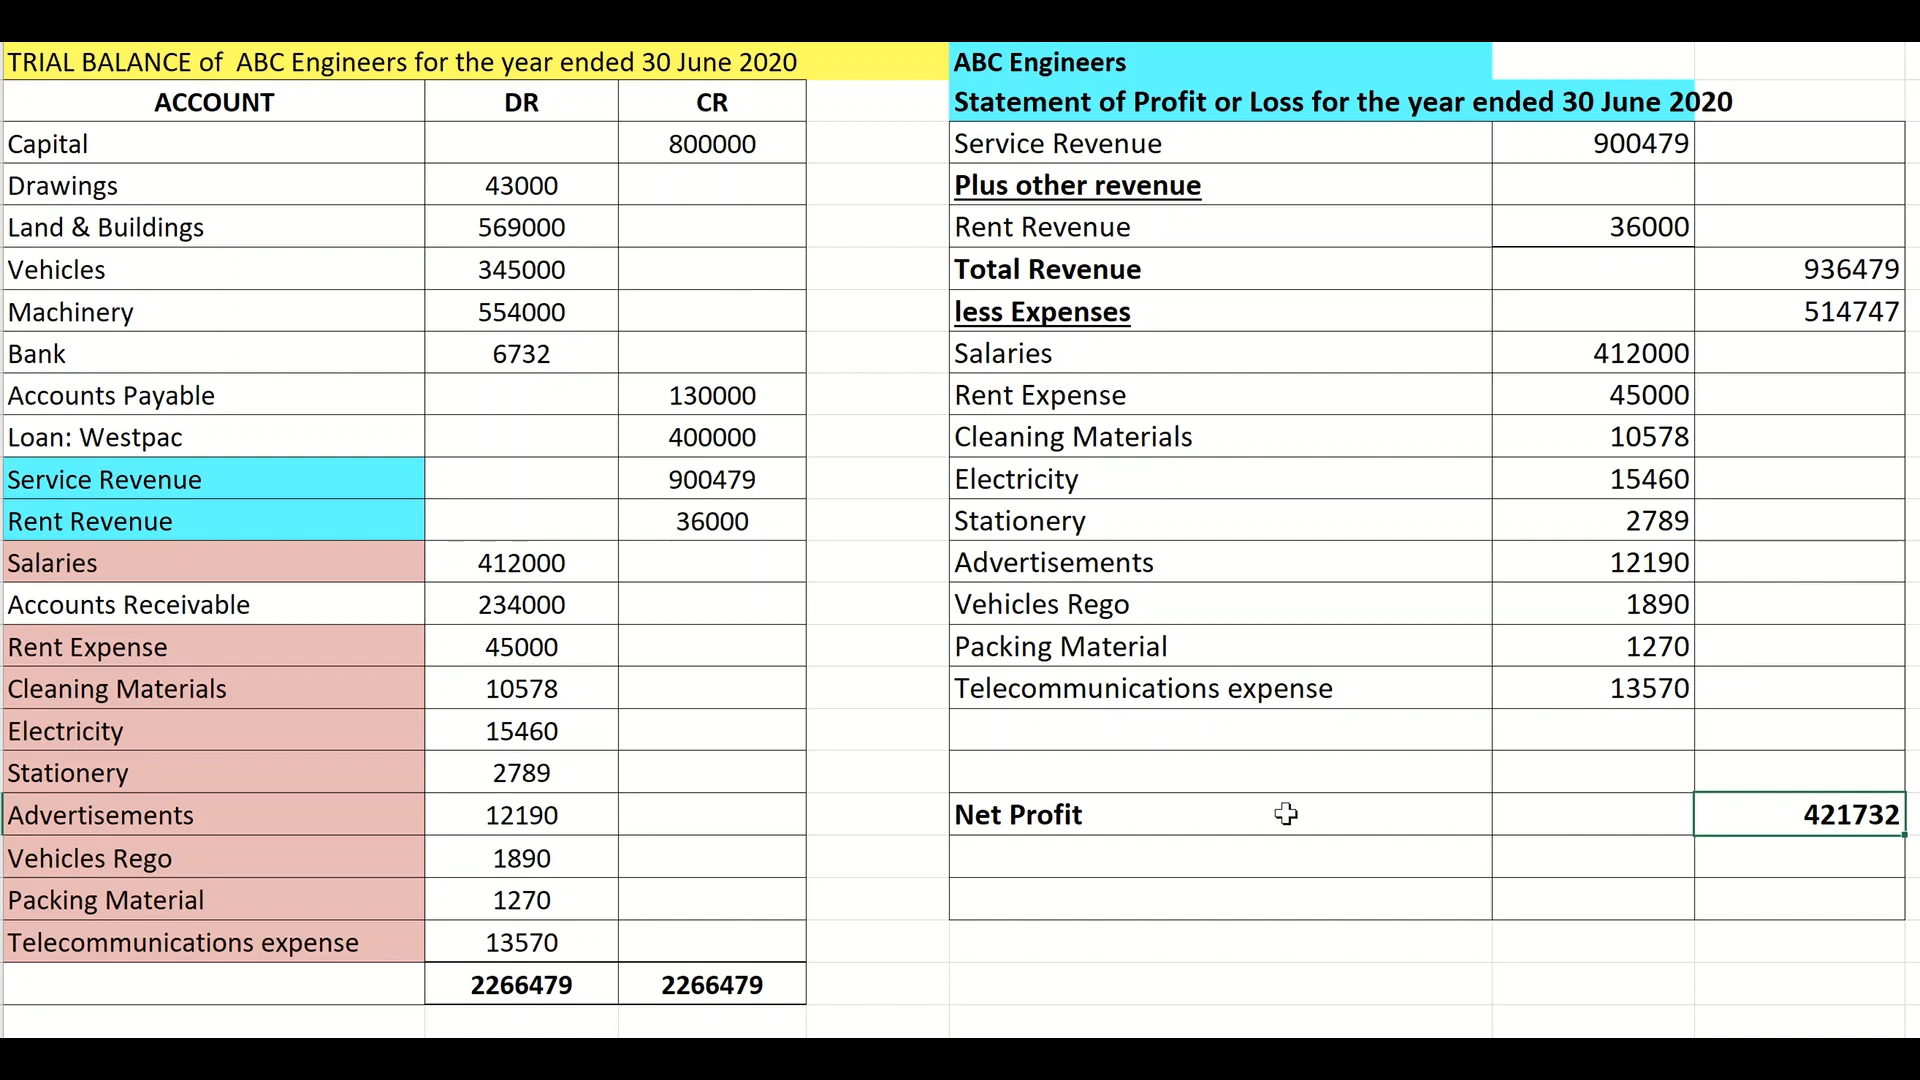 TRIAL BALANCE of  ABC Engineers for the year ended 30 June 2020
ACCOUNT DR CR
Capital 800000
Drawings 43000
Land & Buildings 569000
Vehicles 345000
Machinery 554000
Bank 6732
Accounts Payable 130000
Loan: Westpac 400000
Service Revenue 900479
Rent Revenue 36000
Salaries 412000
Accounts Receivable 234000
Rent Expense 45000
Cleaning Materials 10578
Electricity 15460
Stationery 2789
Advertisements 12190
Vehicles Rego 1890
Packing Material 1270
Telecommunications expense 13570
2266479 2266479
ABC Engineers
Statement of Profit or Loss for the year ended 30 June 2020
Service Revenue 900479
Plus other revenue
Rent Revenue 36000
Total Revenue 936479
less Expenses 514747
Salaries 412000
Rent Expense 45000
Cleaning Materials 10578
Electricity 15460
Stationery 2789
Advertisements 12190
Vehicles Rego 1890
Packing Material 1270
Telecommunications expense 13570
Net Profit 421732